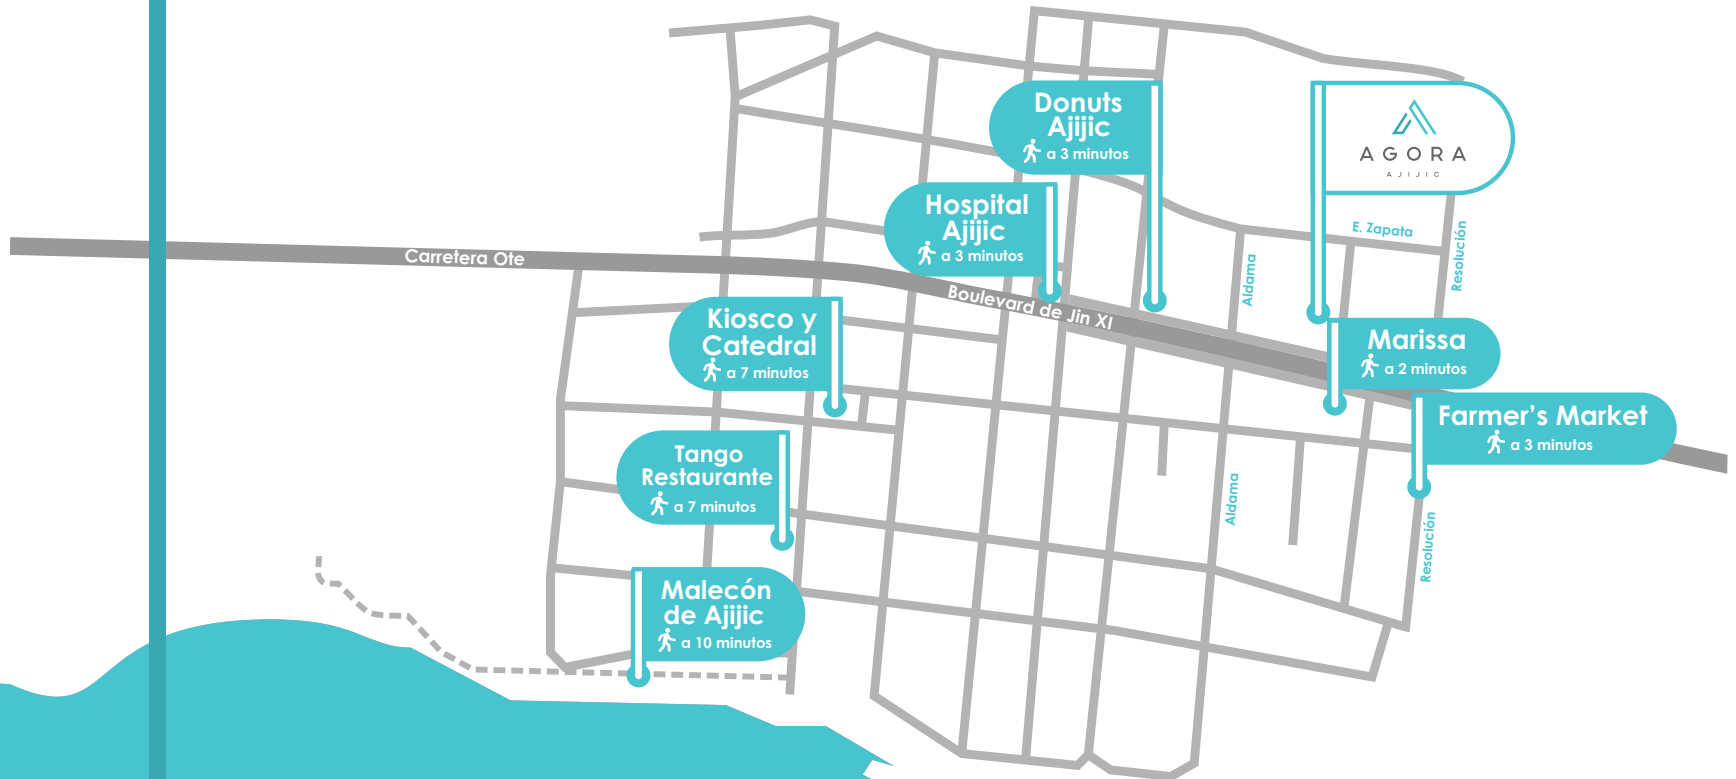 Donuts
Ajijic
a 3 minutos
AGORA
AJIJIC
Hospital
Ajijic
a 3 minutos
E. Zapata
Resolución
Aldama
Carretera Ote
Boulevard de Jin XI
Kiosco y
Catedral
a 7 minutos
Marissa
a 2 minutos
Farmer’s Market
a 3 minutos
Tango
Restaurante
a 7 minutos
Aldama
Resolución
Malecón
de Ajijic
a 10 minutos